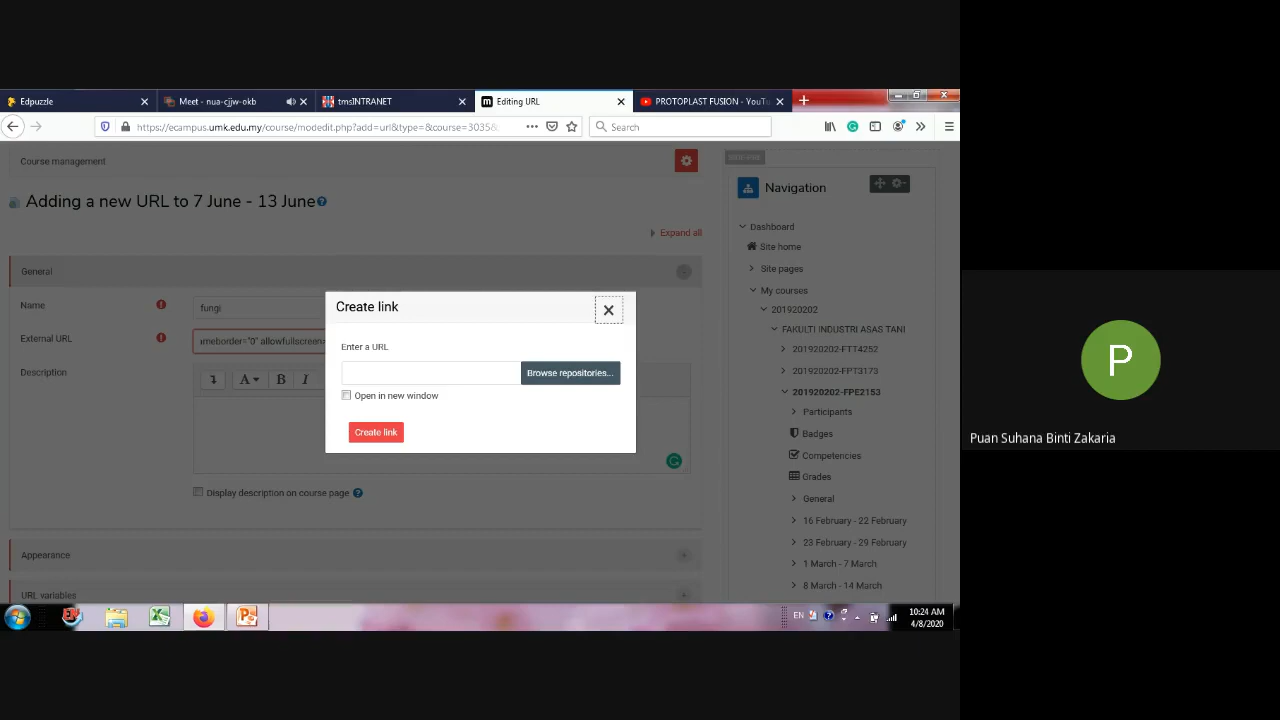 Edpuzzle
Meet - nua-cjjw-okb
tmsINTRANET
Editing URL
PROTOPLAST FUSION - YouTu
https://ecampus.umk.edu.my/course/modedit.php?add=url&type=&course=3035&
Search
Course management
Adding a new URL to 7 June - 13 June
Expand all
General
Name
fungi
External URL
meborder="0" allowfullscreen=
Description
A
B
I
Display description on course page
Appearance
URL variables
Create link
Enter a URL
Browse repositories...
Open in new window
Create link
SIDE-PRE
Navigation
Dashboard
Site home
Site pages
My courses
201920202
FAKULTI INDUSTRI ASAS TANI
201920202-FTT4252
201920202-FPT3173
201920202-FPE2153
Participants
Badges
Competencies
Grades
General
16 February - 22 February
23 February - 29 February
1 March - 7 March
8 March - 14 March
EN
10:24 AM
4/8/2020
P
Puan Suhana Binti Zakaria